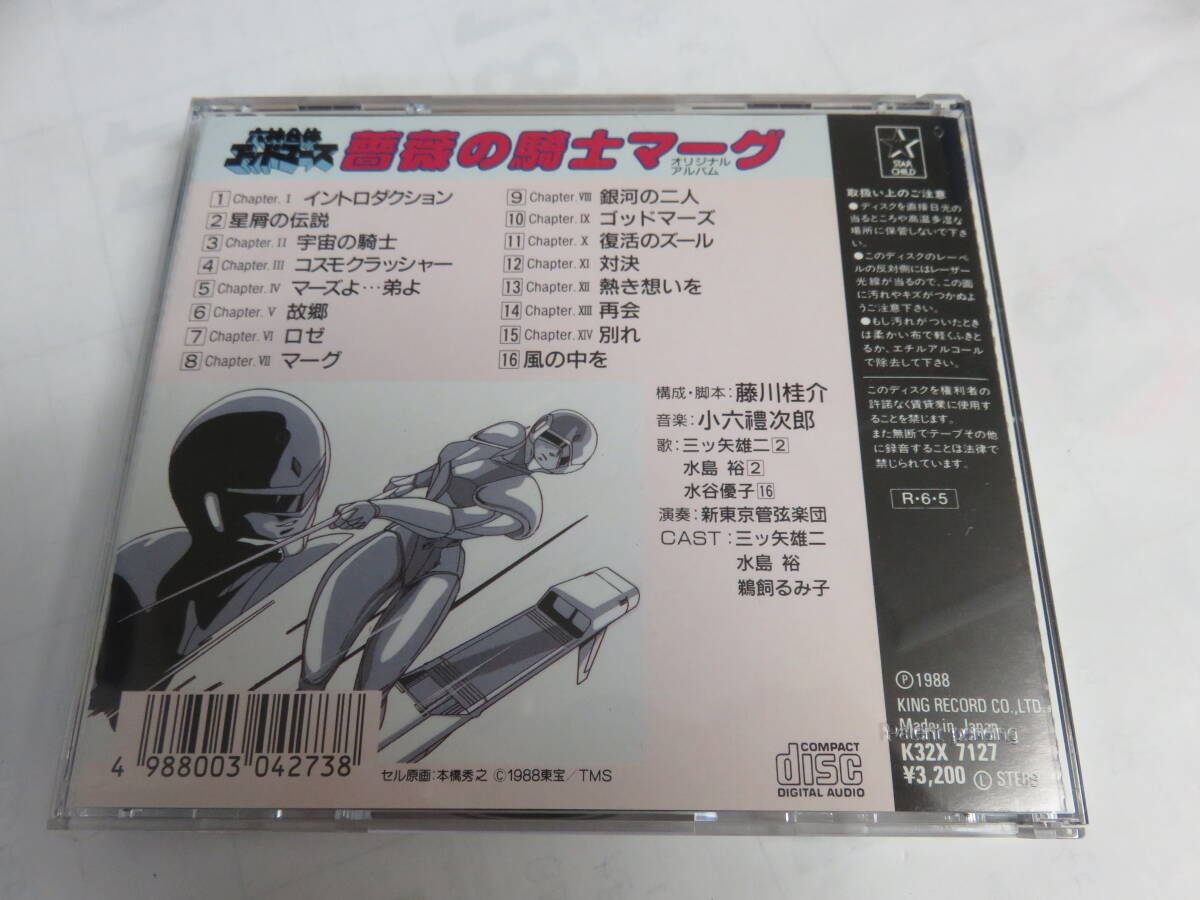 六神合体
ゴッドマーズ
薔薇の騎士マーグ
オリジナル
アルバム
1 Chapter. I イントロダクション
2 星屑の伝説
3 Chapter. II 宇宙の騎士
4 Chapter. III コスモクラッシャー
5 Chapter. IV マーズよ…弟よ
6 Chapter. V 故郷
7 Chapter. VI ロゼ
8 Chapter. VII マーグ
9 Chapter. VIII 銀河の二人
10 Chapter. IX ゴッドマーズ
11 Chapter. X 復活のズール
12 Chapter. XI 対決
13 Chapter. XII 熱き想いを
14 Chapter. XIII 再会
15 Chapter. XIV 別れ
16 風の中を
構成・脚本：藤川桂介
音楽：小六禮次郎
歌：三ッ矢雄二2
水島 裕2
水谷優子16
演奏：新東京管弦楽団
CAST：三ッ矢雄二
水島 裕
鵜飼るみ子
4 988003 042738
セル原画：本橋秀之 ©1988東宝／TMS
COMPACT
disc
DIGITAL AUDIO
STAR
CHILD
取扱い上のご注意
●ディスクを直接日光の
当るところや高温多湿な
場所に保管しないで下さ
い。
●このディスクのレーベ
ルの反対側にはレーザー
光線が当るので、この面
に汚れやキズがつかぬよ
うご注意下さい。
●もし汚れがついたとき
は柔かい布で軽くふきと
るか、エチルアルコール
で除去して下さい。
このディスクを権利者の
許諾なく賃貸業に使用す
ることを禁じます。
また無断でテープその他
に録音することは法律で
禁じられています。
R・6・5
Ⓟ1988
KING RECORD CO.,LTD.
Made in Japan
Patent pending
K32X 7127
¥3,200 Ⓛ STEPS